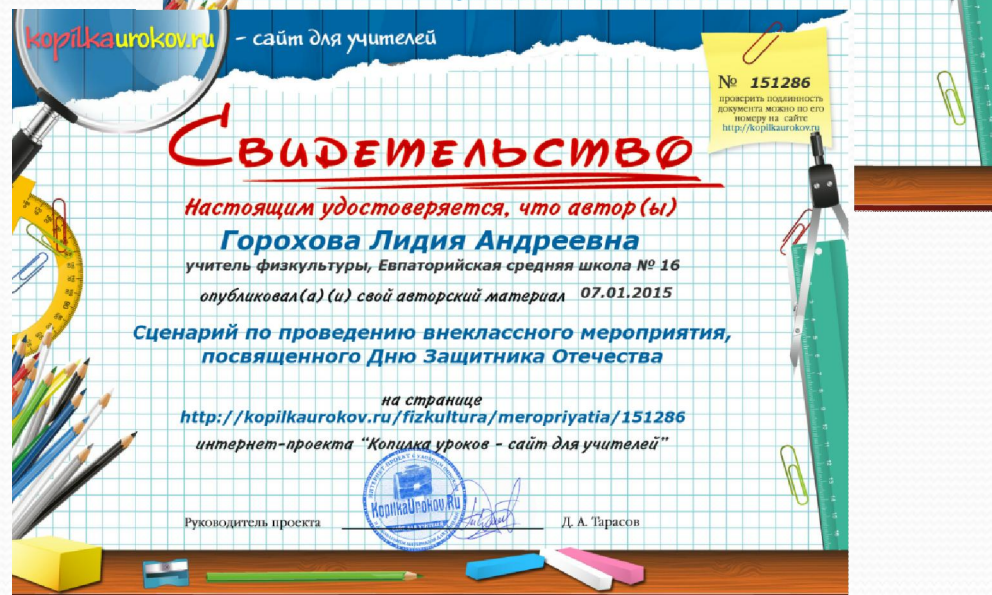 kopilkaurokov.ru - сайт для учителей
№ 151286
проверить подлинность
документа можно по его
номеру на сайте
http://kopilkaurokov.ru
Свидетельство
Настоящим удостоверяется, что автор(ы)
Горохова Лидия Андреевна
учитель физкультуры, Евпаторийская средняя школа № 16
опубликовал(а)(и) свой авторский материал 07.01.2015
Сценарий по проведению внеклассного мероприятия,
посвященного Дню Защитника Отечества
на странице
http://kopilkaurokov.ru/fizkultura/meropriyatia/151286
интернет-проекта "Копилка уроков - сайт для учителей"
KopilkaUrokov.Ru
Руководитель проекта Д. А. Тарасов